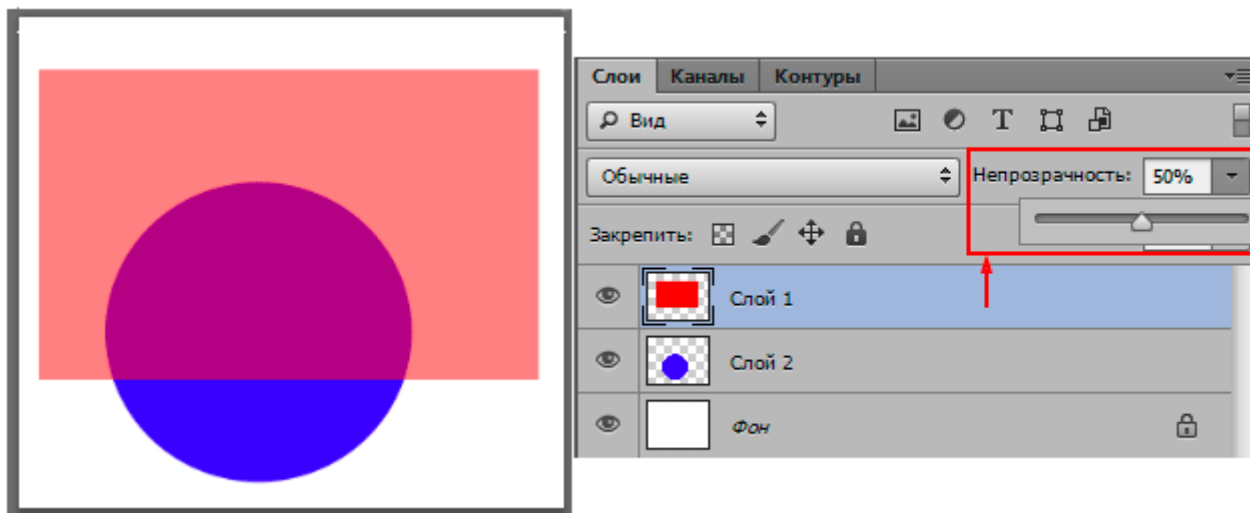 Слои Каналы Контуры
Вид
Обычные Непрозрачность: 50%
Закрепить:
Слой 1
Слой 2
Фон